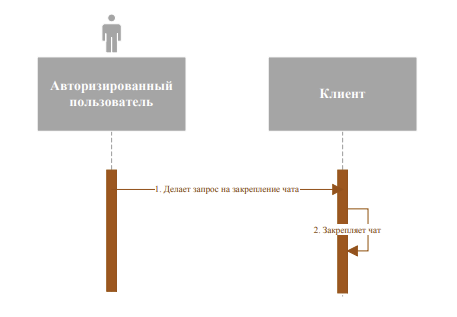 Авторизированный
пользователь
Клиент
1. Делает запрос на закрепление чата
2. Закрепляет чат